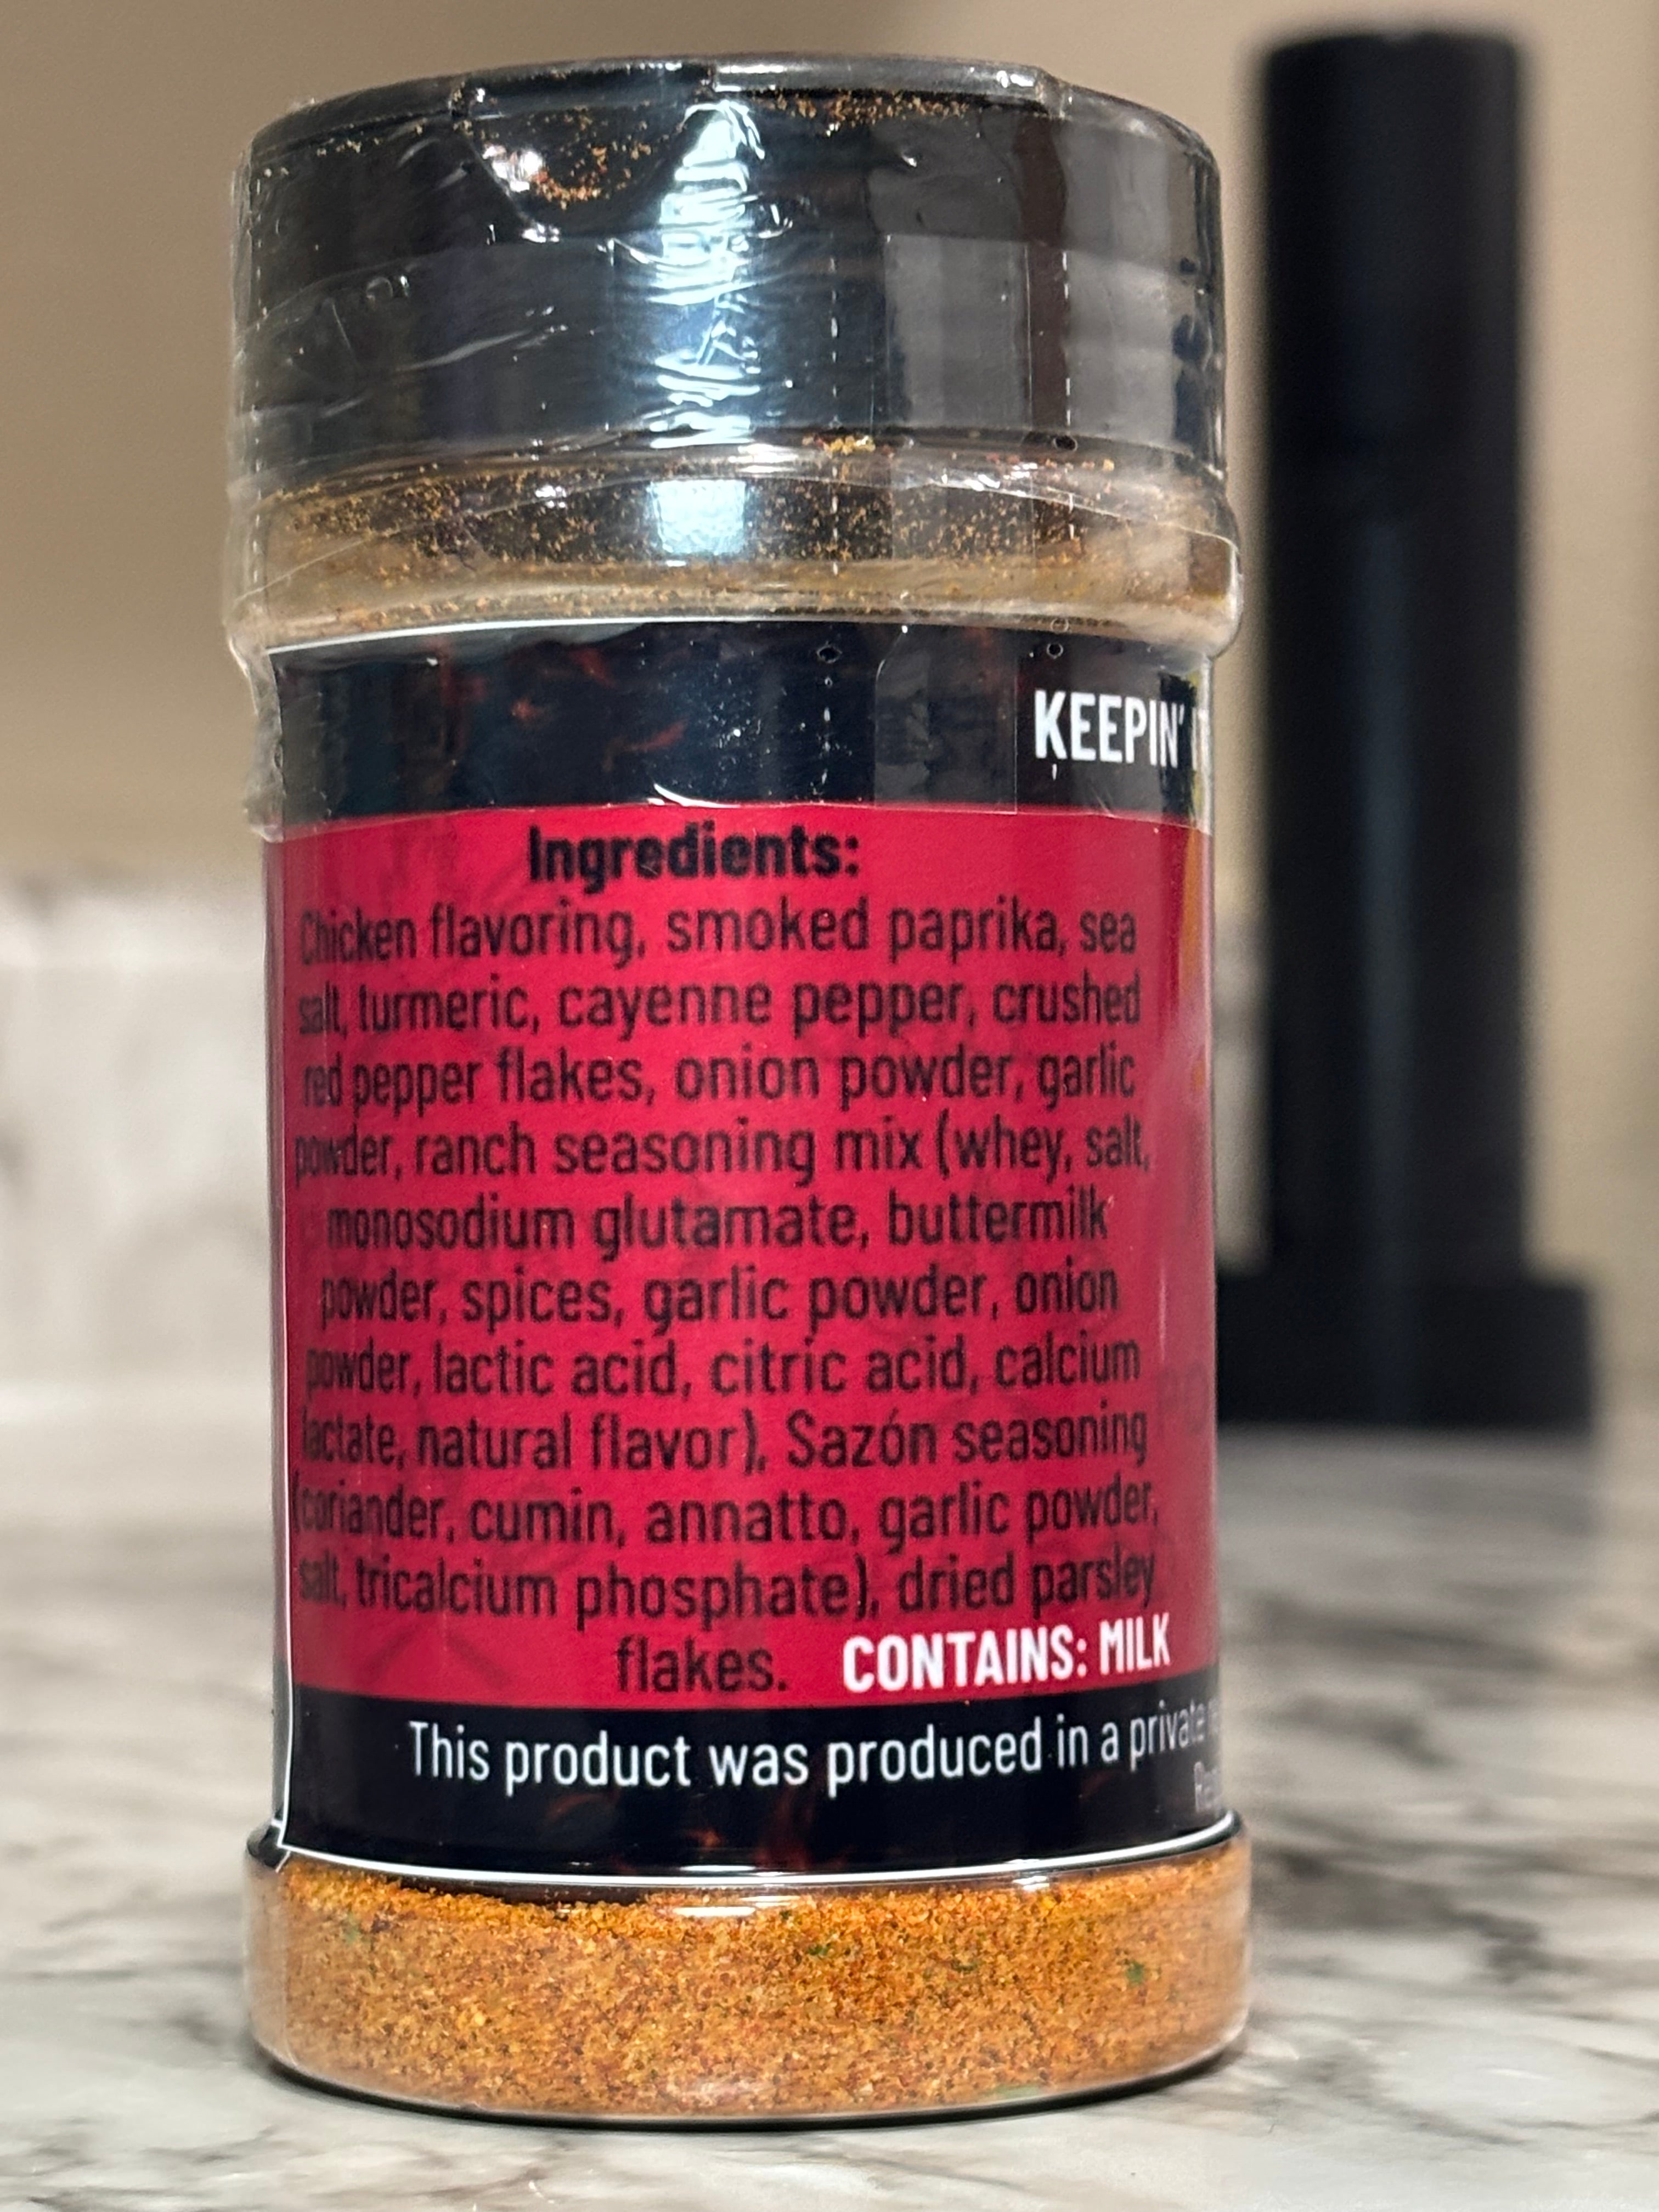 KEEPIN'
Ingredients:
Chicken flavoring, smoked paprika, sea
salt, turmeric, cayenne pepper, crushed
red pepper flakes, onion powder, garlic
powder, ranch seasoning mix (whey, salt,
monosodium glutamate, buttermilk
powder, spices, garlic powder, onion
powder, lactic acid, citric acid, calcium
lactate, natural flavor), Sazón seasoning
(coriander, cumin, annatto, garlic powder,
salt, tricalcium phosphate), dried parsley
flakes. CONTAINS: MILK
This product was produced in a private